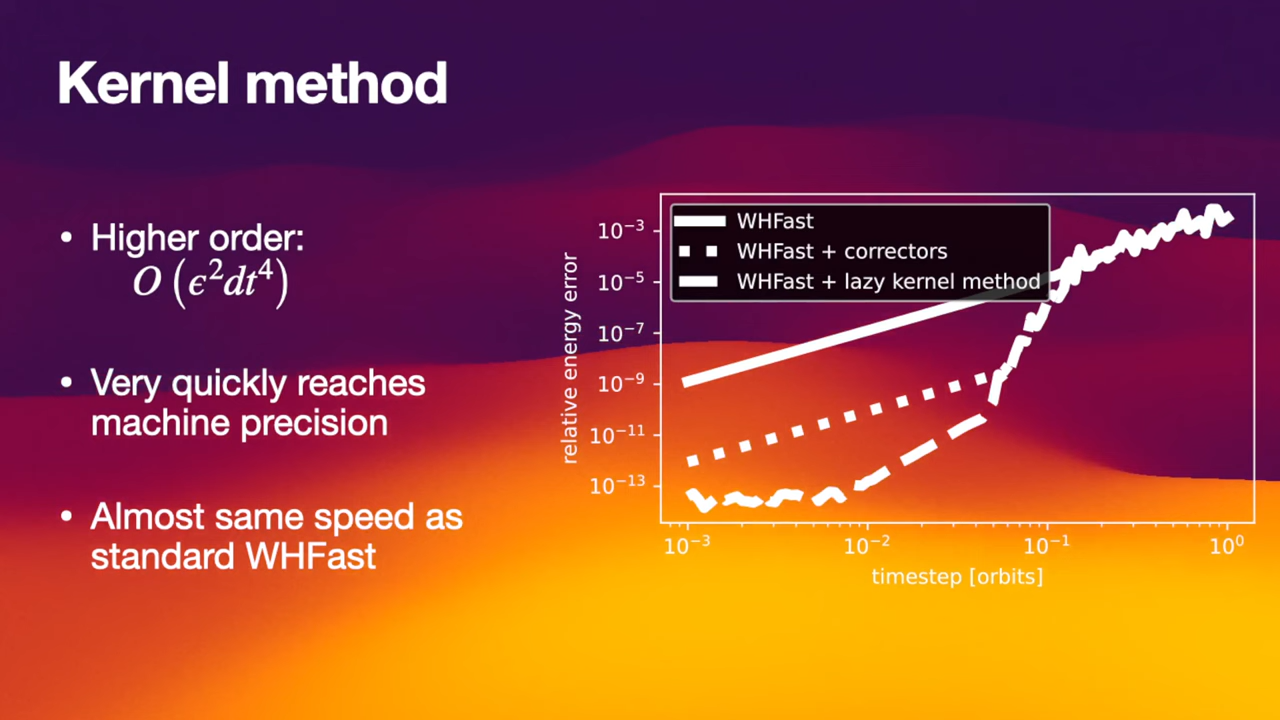 Kernel method
• Higher order:
O (ϵ²dt⁴)
• Very quickly reaches
machine precision
• Almost same speed as
standard WHFast
WHFast
WHFast + correctors
WHFast + lazy kernel method
relative energy error
10⁻³
10⁻⁵
10⁻⁷
10⁻⁹
10⁻¹¹
10⁻¹³
10⁻³ 10⁻² 10⁻¹ 10⁰
timestep [orbits]